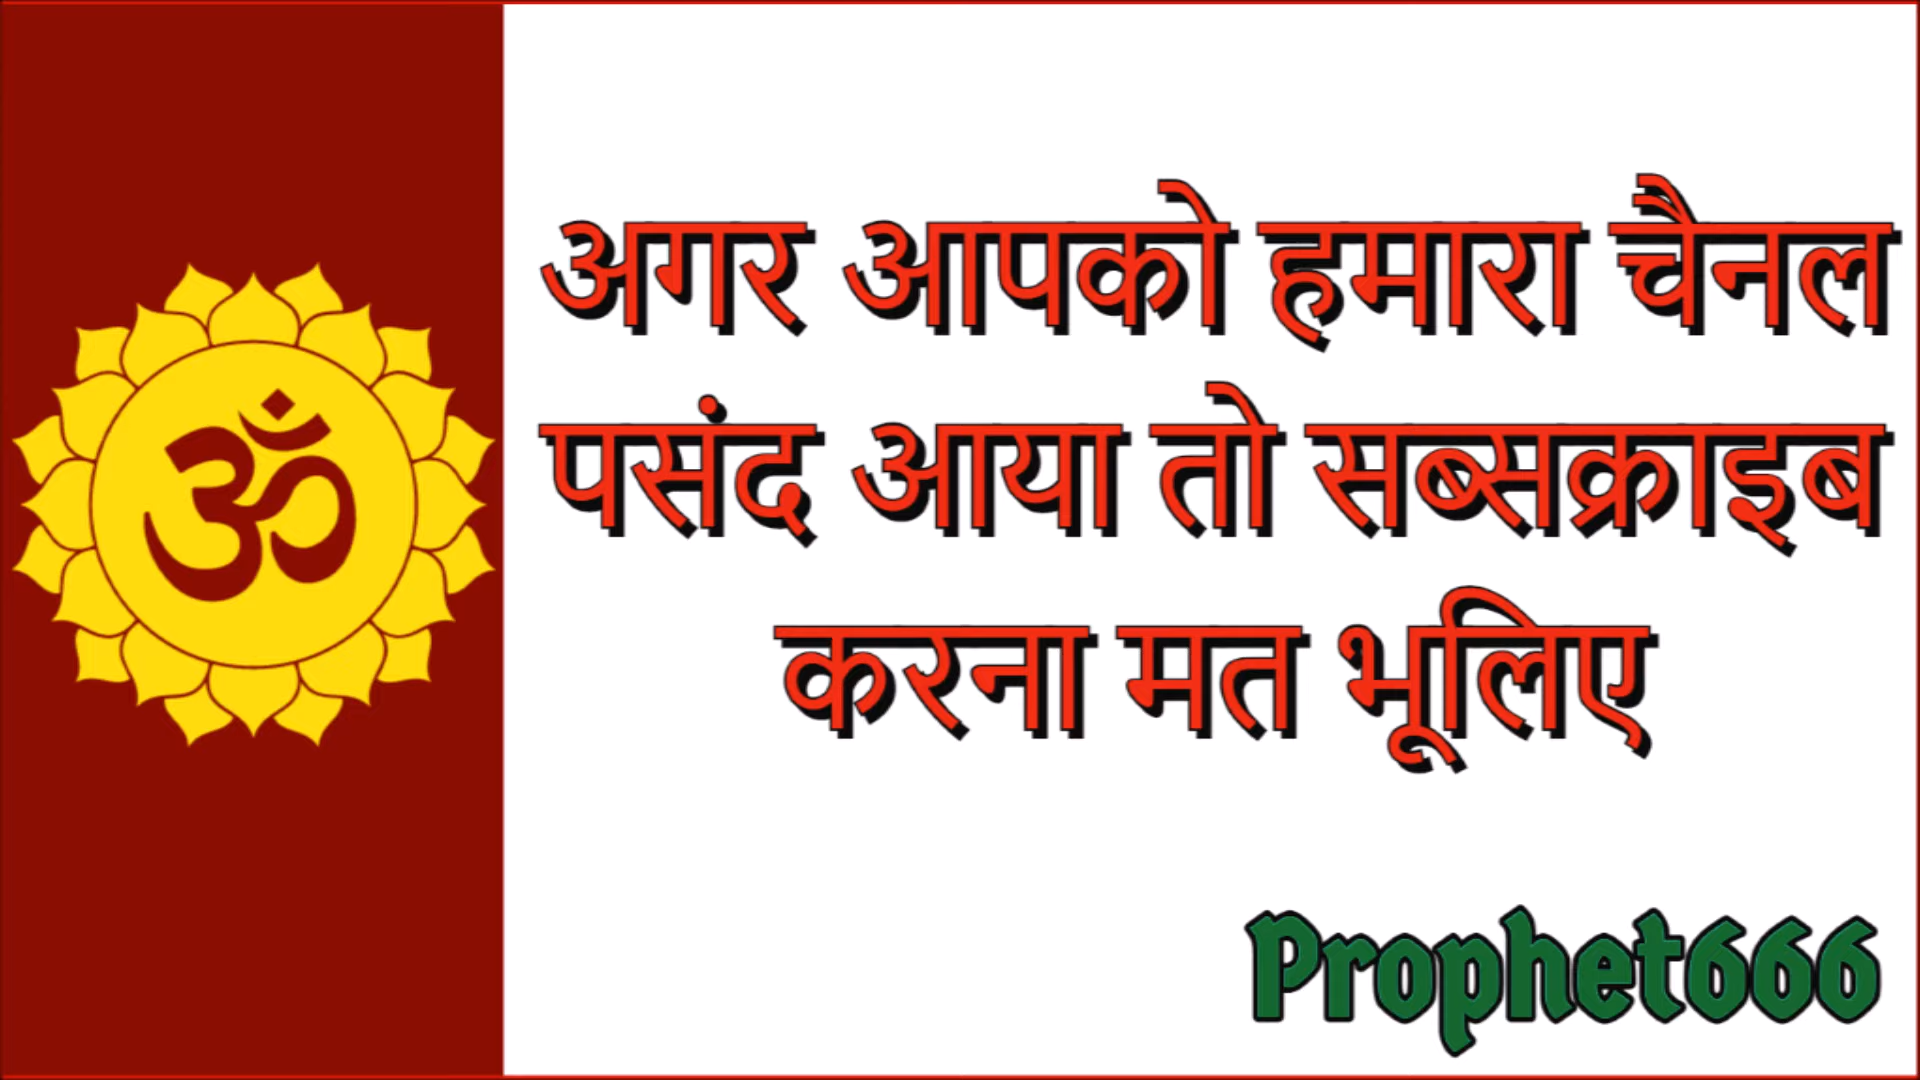 ॐ
अगर आपको हमारा चैनल
पसंद आया तो सब्सक्राइब
करना मत भूलिए
Prophet666